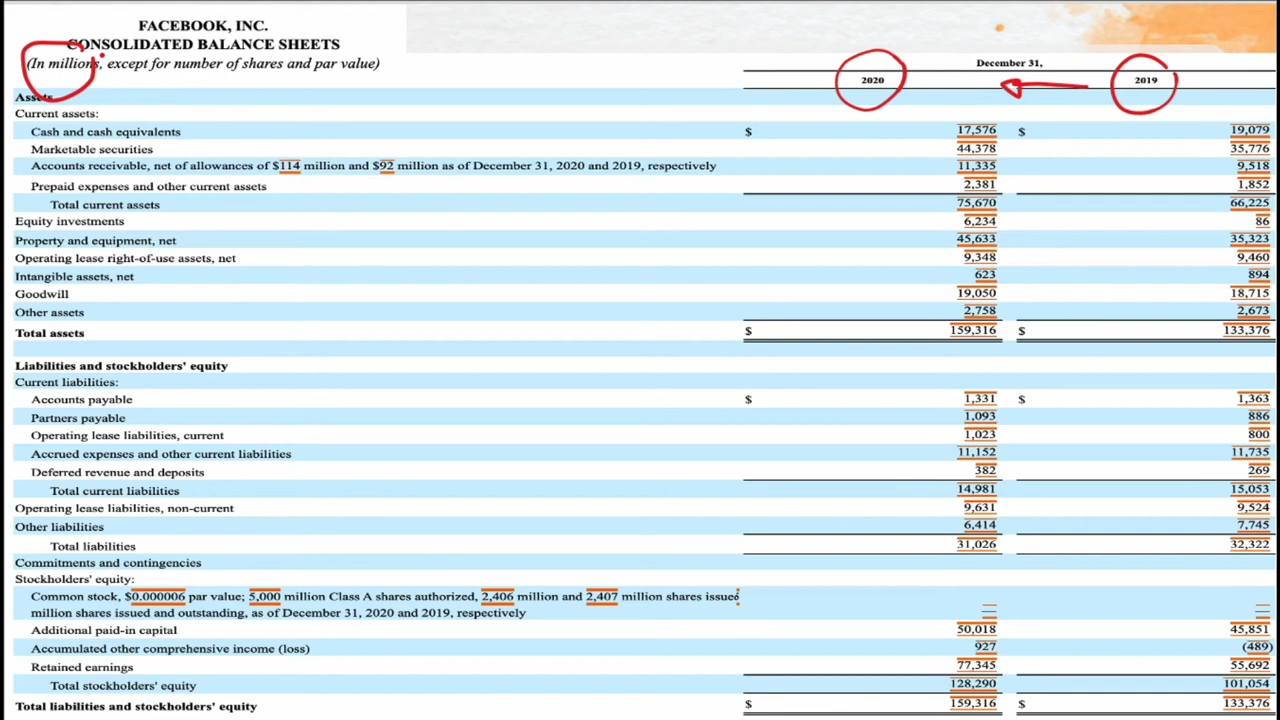 FACEBOOK, INC.
CONSOLIDATED BALANCE SHEETS
(In millions, except for number of shares and par value)
December 31,
2020 2019
Assets
Current assets:
Cash and cash equivalents $ 17,576 $ 19,079
Marketable securities 44,378 35,776
Accounts receivable, net of allowances of $114 million and $92 million as of December 31, 2020 and 2019, respectively 11,335 9,518
Prepaid expenses and other current assets 2,381 1,852
Total current assets 75,670 66,225
Equity investments 6,234 86
Property and equipment, net 45,633 35,323
Operating lease right-of-use assets, net 9,348 9,460
Intangible assets, net 623 894
Goodwill 19,050 18,715
Other assets 2,758 2,673
Total assets $ 159,316 $ 133,376
Liabilities and stockholders' equity
Current liabilities:
Accounts payable $ 1,331 $ 1,363
Partners payable 1,093 886
Operating lease liabilities, current 1,023 800
Accrued expenses and other current liabilities 11,152 11,735
Deferred revenue and deposits 382 269
Total current liabilities 14,981 15,053
Operating lease liabilities, non-current 9,631 9,524
Other liabilities 6,414 7,745
Total liabilities 31,026 32,322
Commitments and contingencies
Stockholders' equity:
Common stock, $0.000006 par value; 5,000 million Class A shares authorized, 2,406 million and 2,407 million shares issued
million shares issued and outstanding, as of December 31, 2020 and 2019, respectively — —
Additional paid-in capital 50,018 45,851
Accumulated other comprehensive income (loss) 927 (489)
Retained earnings 77,345 55,692
Total stockholders' equity 128,290 101,054
Total liabilities and stockholders' equity $ 159,316 $ 133,376